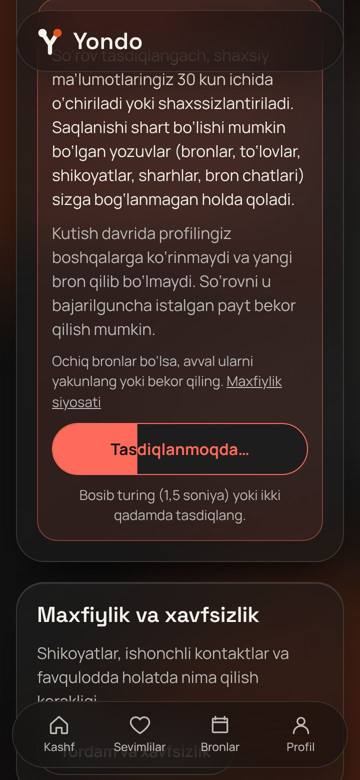 Yondo
So‘rov tasdiqlangach, shaxsiy
ma’lumotlaringiz 30 kun ichida
o‘chiriladi yoki shaxssizlantiriladi.
Saqlanishi shart bo‘lishi mumkin
bo‘lgan yozuvlar (bronlar, to‘lovlar,
shikoyatlar, sharhlar, bron chatlari)
sizga bog‘lanmagan holda qoladi.
Kutish davrida profilingiz
boshqalarga ko‘rinmaydi va yangi
bron qilib bo‘lmaydi. So‘rovni u
bajarilguncha istalgan payt bekor
qilish mumkin.
Ochiq bronlar bo‘lsa, avval ularni
yakunlang yoki bekor qiling. Maxfiylik
siyosati
Tasdiqlanmoqda…
Bosib turing (1,5 soniya) yoki ikki
qadamda tasdiqlang.
Maxfiylik va xavfsizlik
Shikoyatlar, ishonchli kontaktlar va
favqulodda holatda nima qilish
kerakligi.
Yordam va xavfsizlik
Kashf Sevimlilar Bronlar Profil